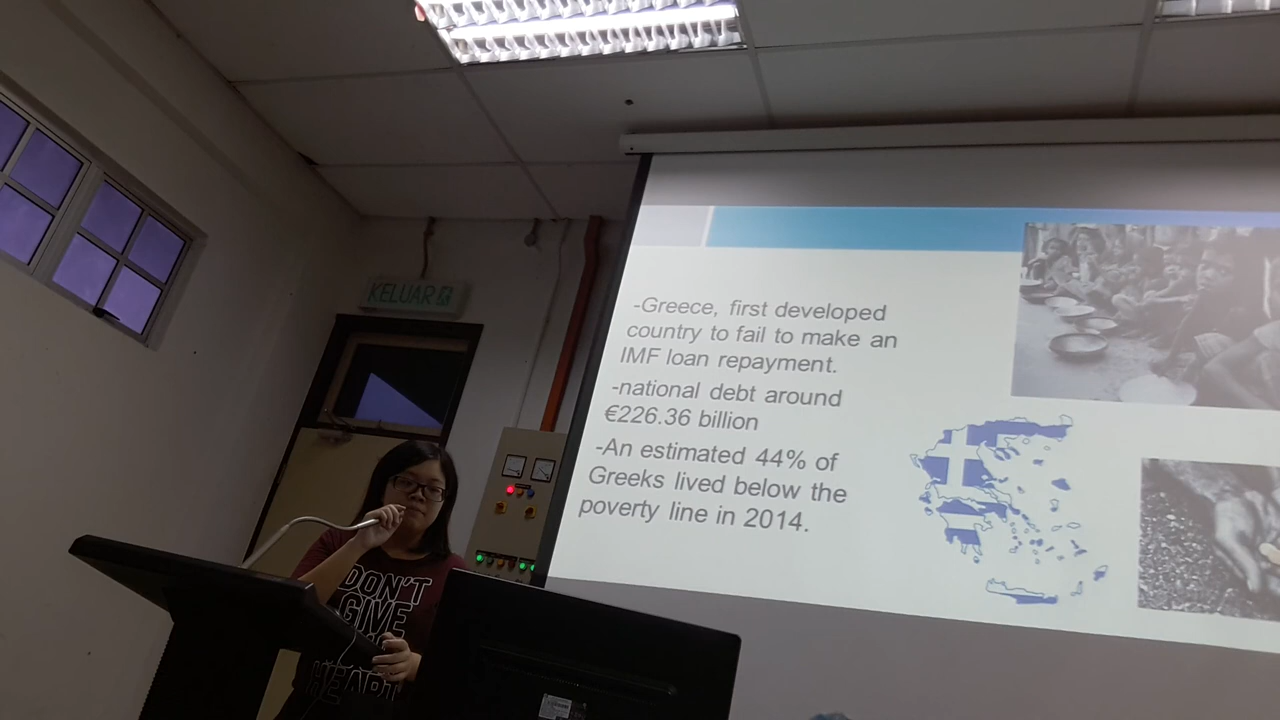 KELUAR
-Greece, first developed
country to fail to make an
IMF loan repayment.
-national debt around
€226.36 billion
-An estimated 44% of
Greeks lived below the
poverty line in 2014.
DON'T
GIVE
HEART